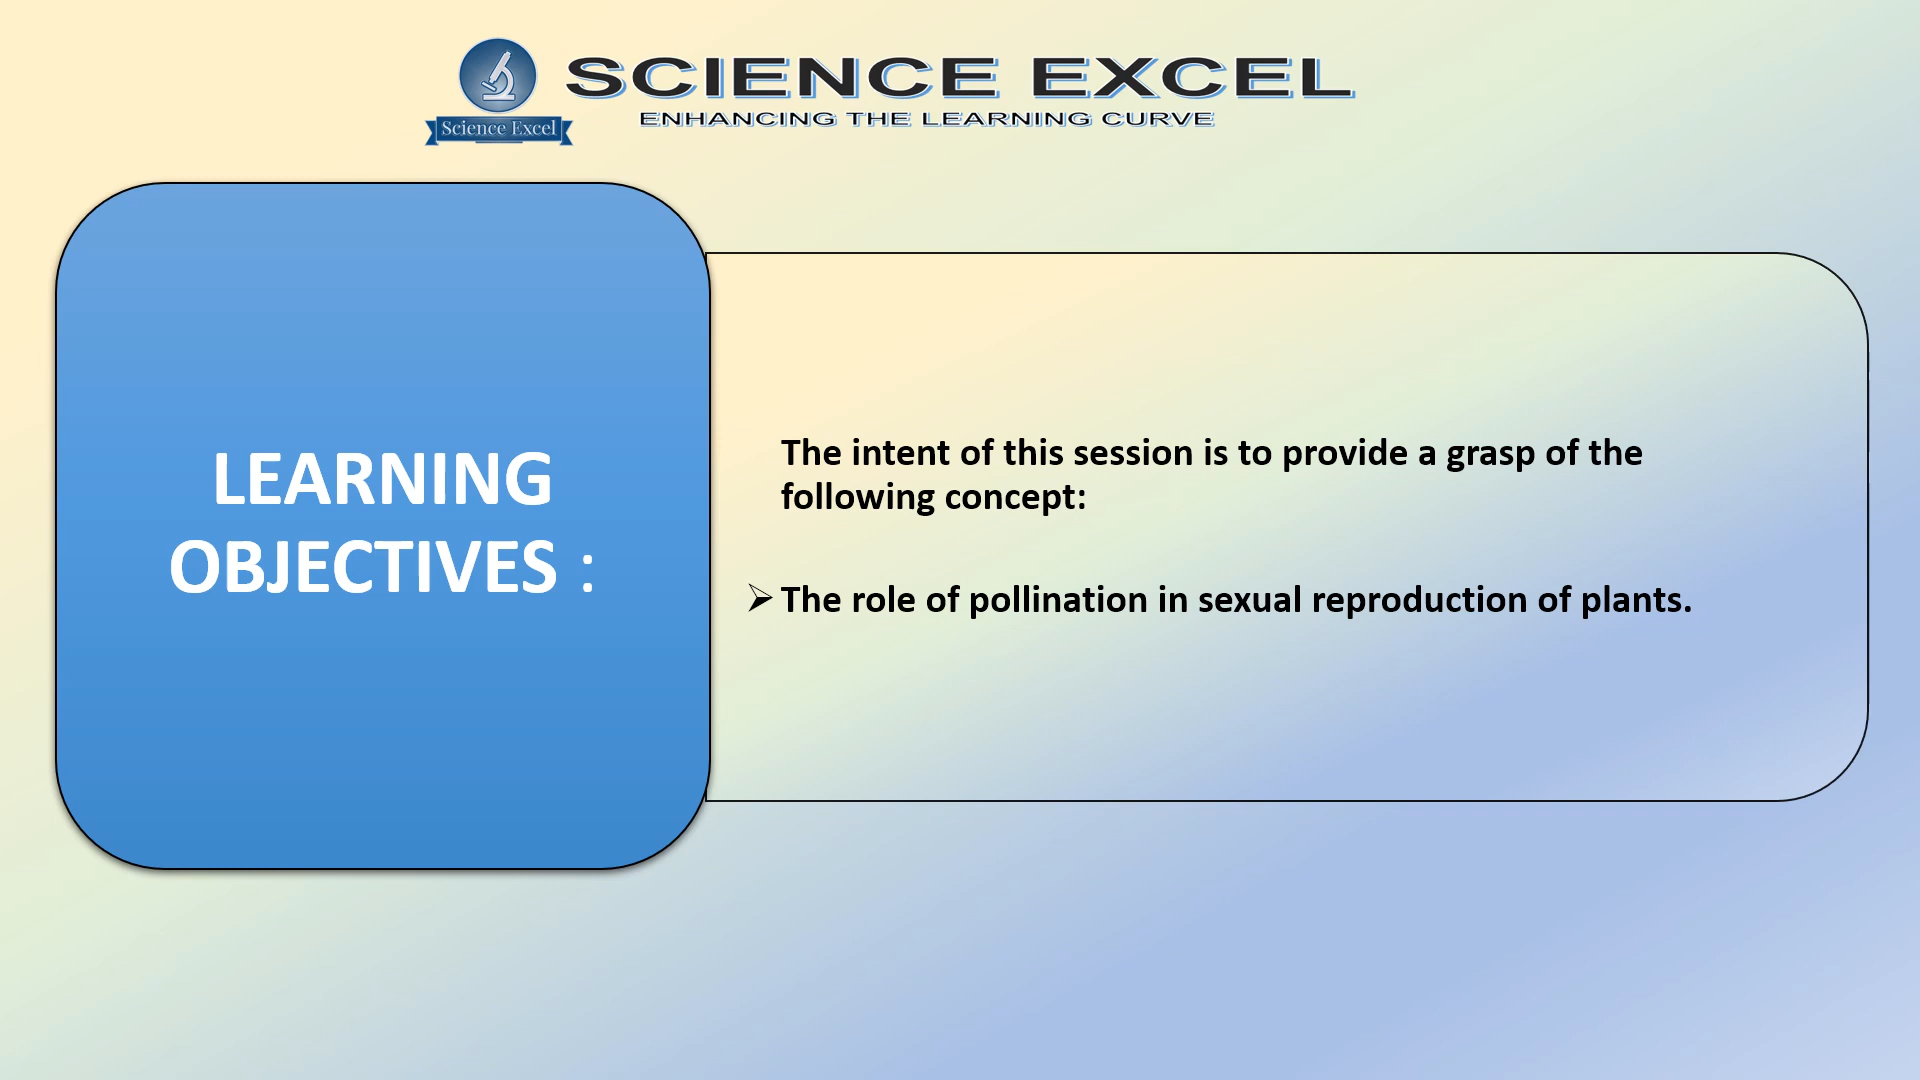 SCIENCE EXCEL
ENHANCING THE LEARNING CURVE
Science Excel
LEARNING
OBJECTIVES :
The intent of this session is to provide a grasp of the
following concept:
The role of pollination in sexual reproduction of plants.